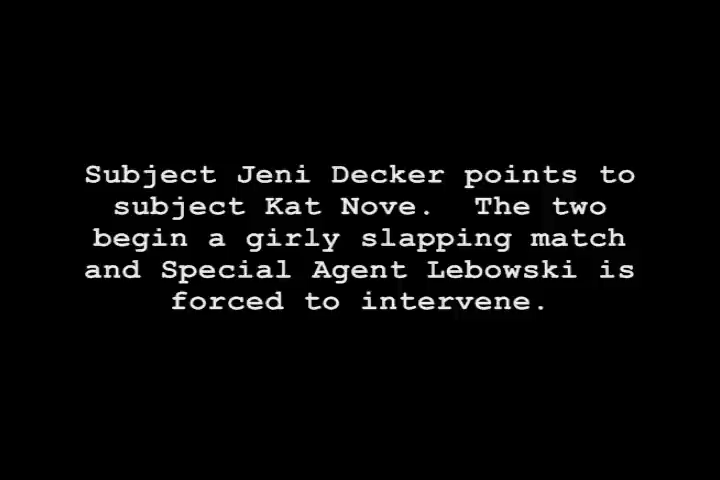 Subject Jeni Decker points to
subject Kat Nove.  The two
begin a girly slapping match
and Special Agent Lebowski is
forced to intervene.